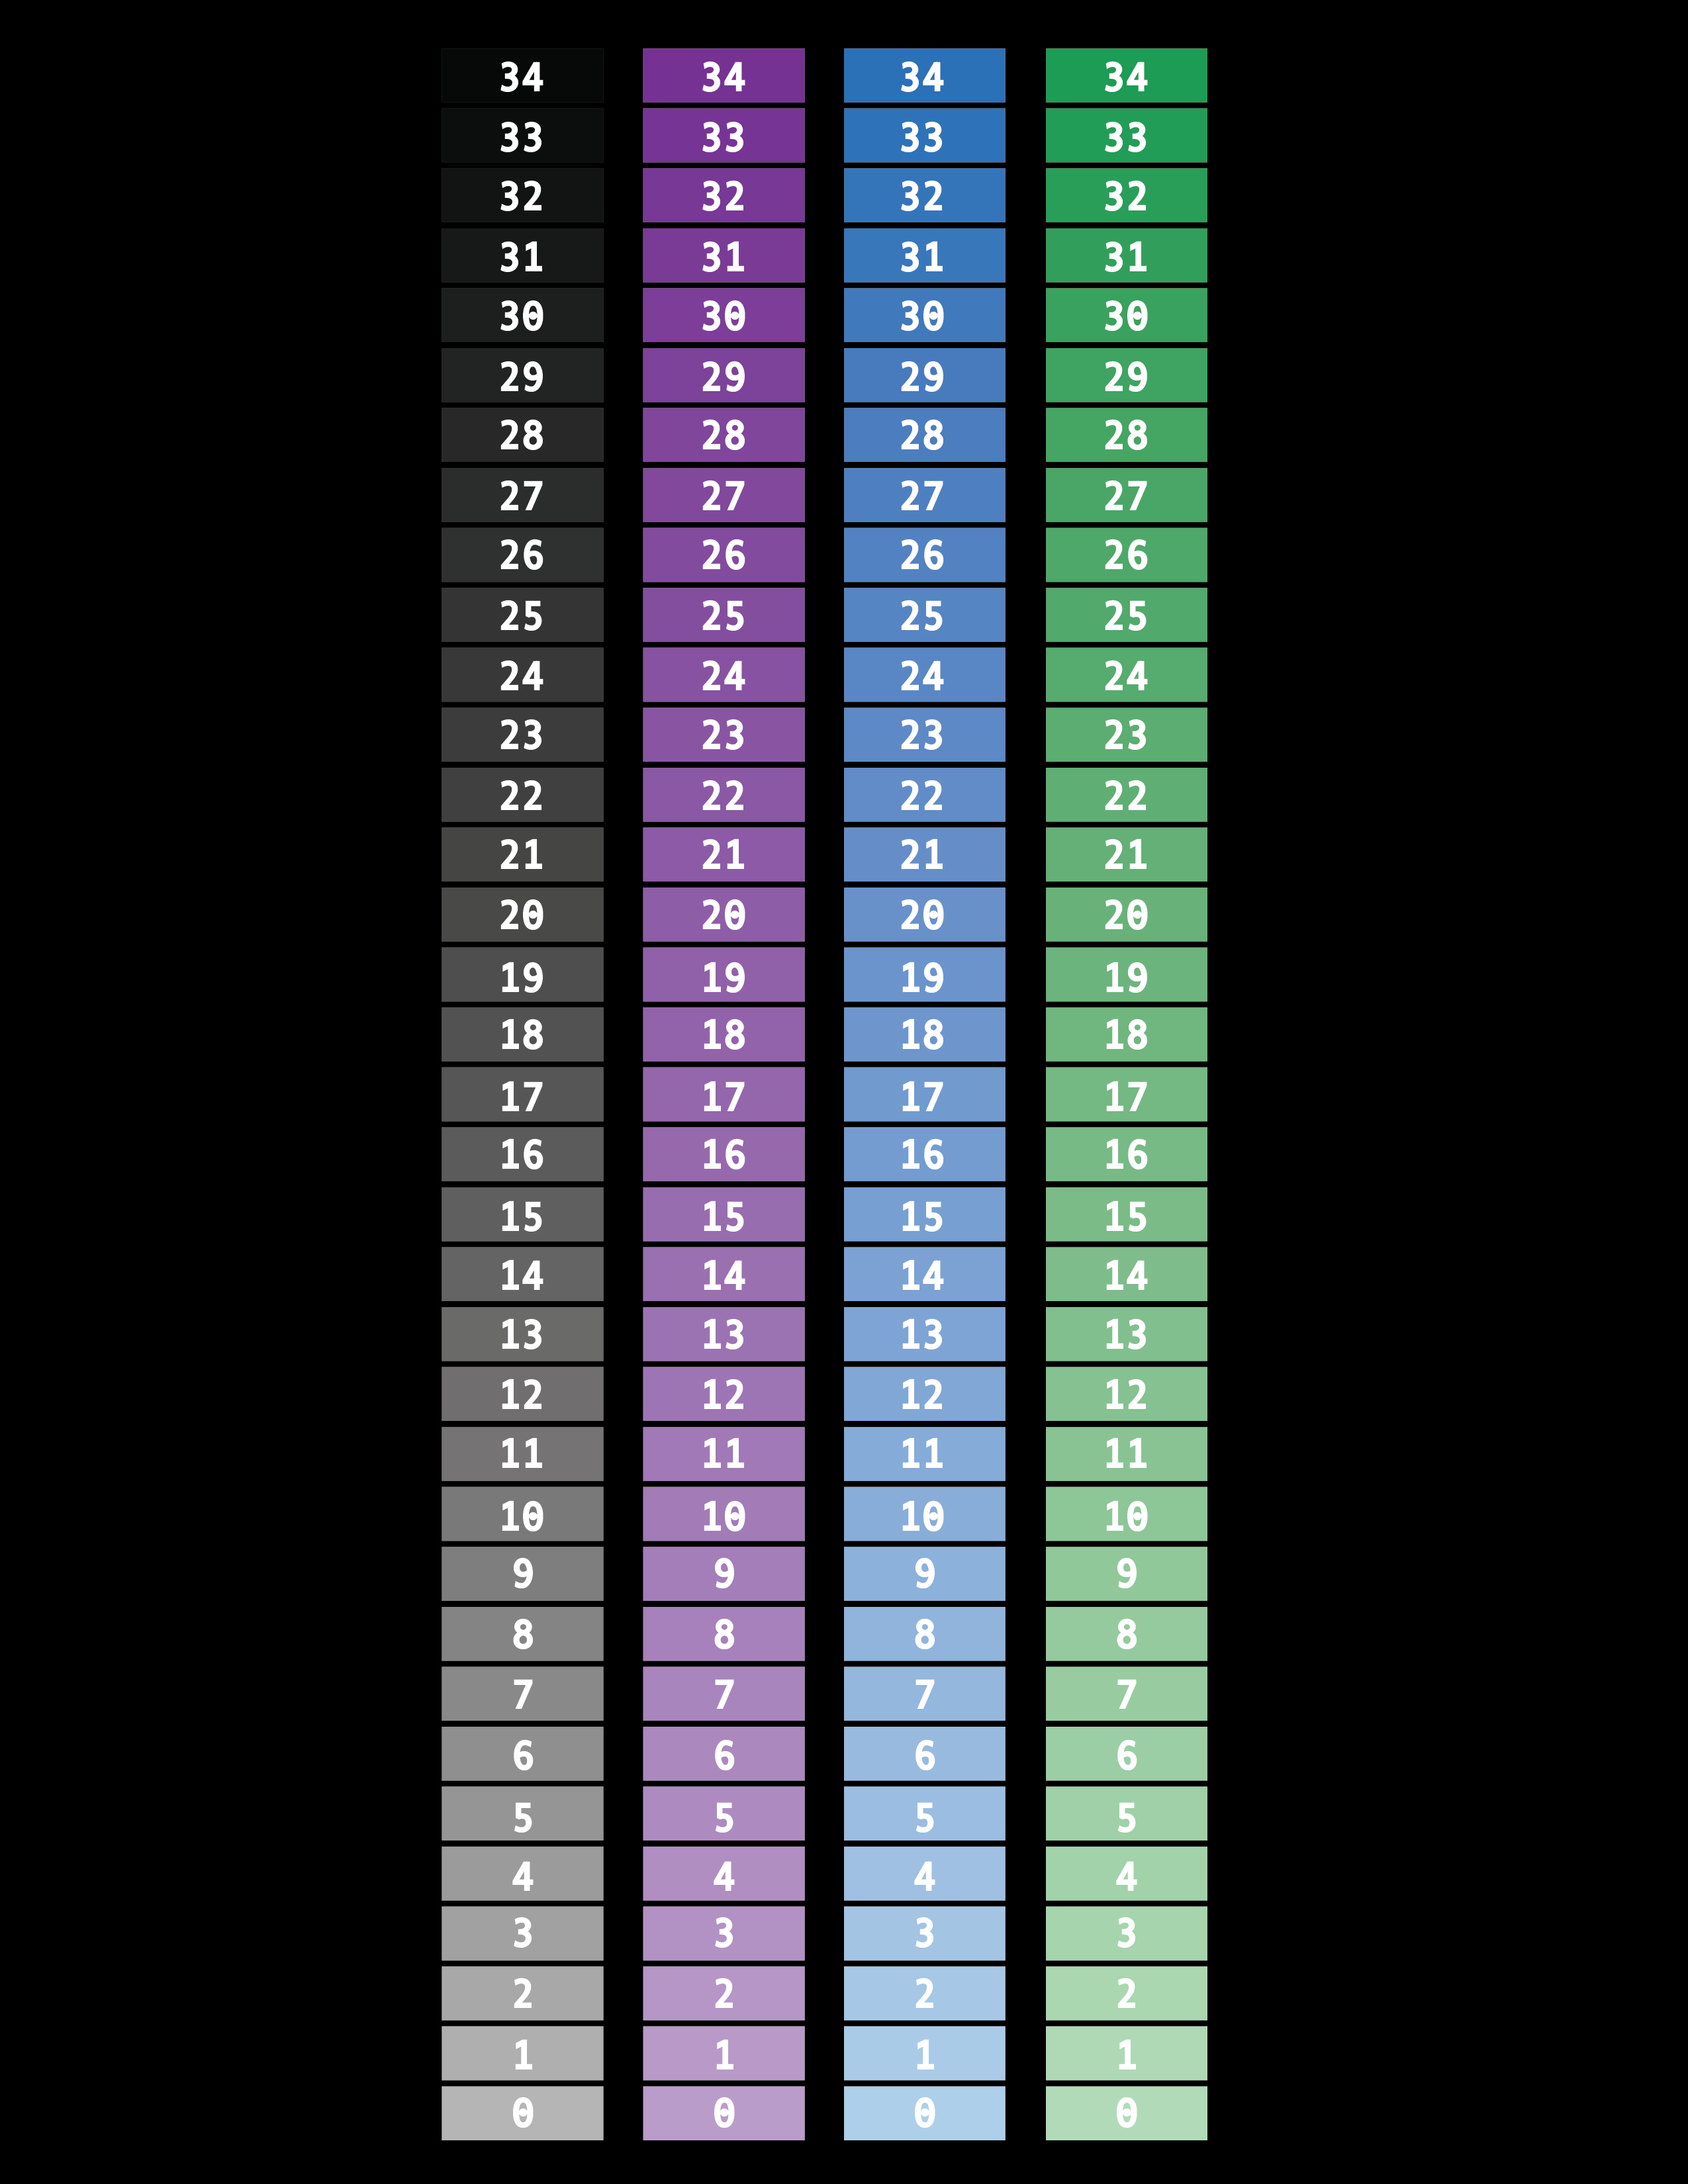 34 34 34 34
33 33 33 33
32 32 32 32
31 31 31 31
30 30 30 30
29 29 29 29
28 28 28 28
27 27 27 27
26 26 26 26
25 25 25 25
24 24 24 24
23 23 23 23
22 22 22 22
21 21 21 21
20 20 20 20
19 19 19 19
18 18 18 18
17 17 17 17
16 16 16 16
15 15 15 15
14 14 14 14
13 13 13 13
12 12 12 12
11 11 11 11
10 10 10 10
9 9 9 9
8 8 8 8
7 7 7 7
6 6 6 6
5 5 5 5
4 4 4 4
3 3 3 3
2 2 2 2
1 1 1 1
0 0 0 0